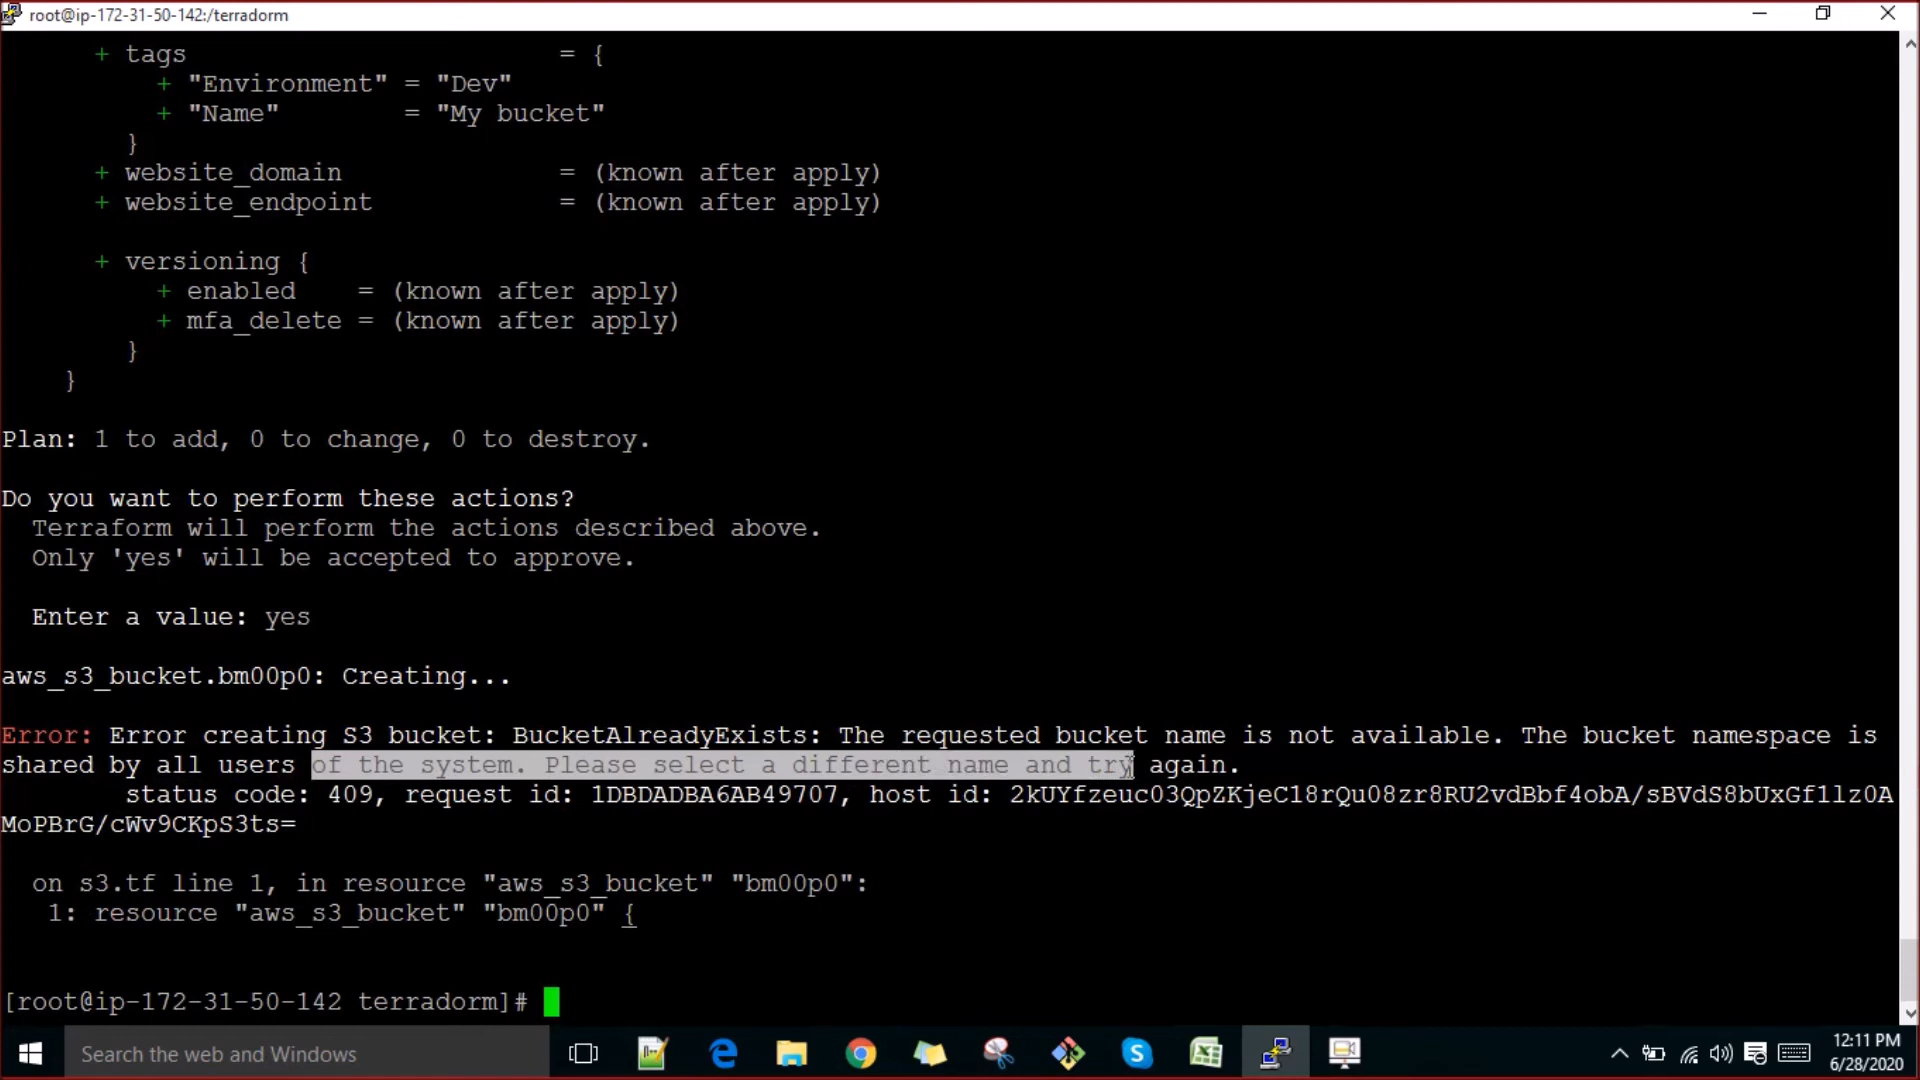 root@ip-172-31-50-142:/terradorm
+ tags = {
+ "Environment" = "Dev"
+ "Name" = "My bucket"
}
+ website_domain = (known after apply)
+ website_endpoint = (known after apply)
+ versioning {
+ enabled = (known after apply)
+ mfa_delete = (known after apply)
}
}
Plan: 1 to add, 0 to change, 0 to destroy.
Do you want to perform these actions?
Terraform will perform the actions described above.
Only 'yes' will be accepted to approve.
Enter a value: yes
aws_s3_bucket.bm00p0: Creating...
Error: Error creating S3 bucket: BucketAlreadyExists: The requested bucket name is not available. The bucket namespace is
shared by all users of the system. Please select a different name and try again.
status code: 409, request id: 1DBDADBA6AB49707, host id: 2kUYfzeuc03QpZKjeC18rQu08zr8RU2vdBbf4obA/sBVdS8bUxGf1lz0A
MoPBrG/cWv9CKpS3ts=
on s3.tf line 1, in resource "aws_s3_bucket" "bm00p0":
1: resource "aws_s3_bucket" "bm00p0" {
[root@ip-172-31-50-142 terradorm]#
Search the web and Windows
12:11 PM
6/28/2020